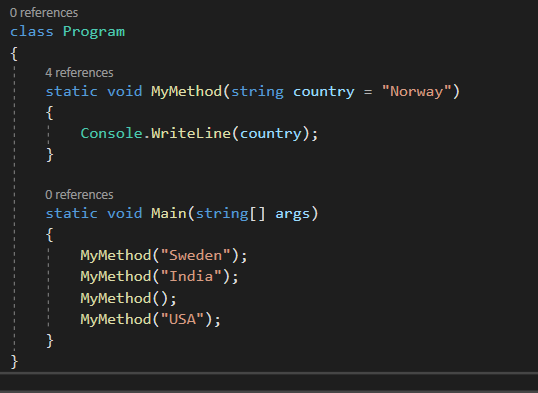 0 references
class Program
{
4 references
static void MyMethod(string country = "Norway")
{
Console.WriteLine(country);
}
0 references
static void Main(string[] args)
{
MyMethod("Sweden");
MyMethod("India");
MyMethod();
MyMethod("USA");
}
}